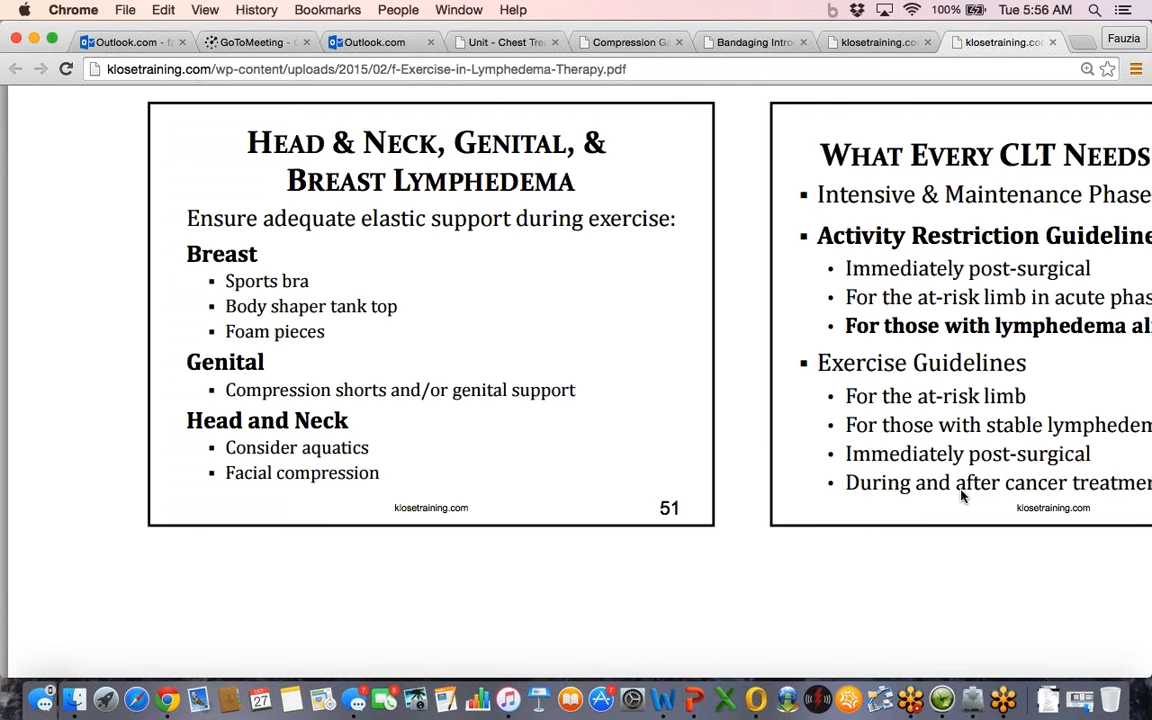 Chrome File Edit View History Bookmarks People Window Help 100% Tue 5:56 AM
Outlook.com - f GoToMeeting - Outlook.com Unit - Chest Tre Compression Ga Bandaging Intro klosetraining.co klosetraining.co Fauzia
klosetraining.com/wp-content/uploads/2015/02/f-Exercise-in-Lymphedema-Therapy.pdf
HEAD & NECK, GENITAL, &
BREAST LYMPHEDEMA
Ensure adequate elastic support during exercise:
Breast
▪ Sports bra
▪ Body shaper tank top
▪ Foam pieces
Genital
▪ Compression shorts and/or genital support
Head and Neck
▪ Consider aquatics
▪ Facial compression
klosetraining.com
51
WHAT EVERY CLT NEEDS
▪ Intensive & Maintenance Phase
▪ Activity Restriction Guideline
• Immediately post-surgical
• For the at-risk limb in acute phas
• For those with lymphedema al
▪ Exercise Guidelines
• For the at-risk limb
• For those with stable lymphedem
• Immediately post-surgical
• During and after cancer treatmen
klosetraining.com